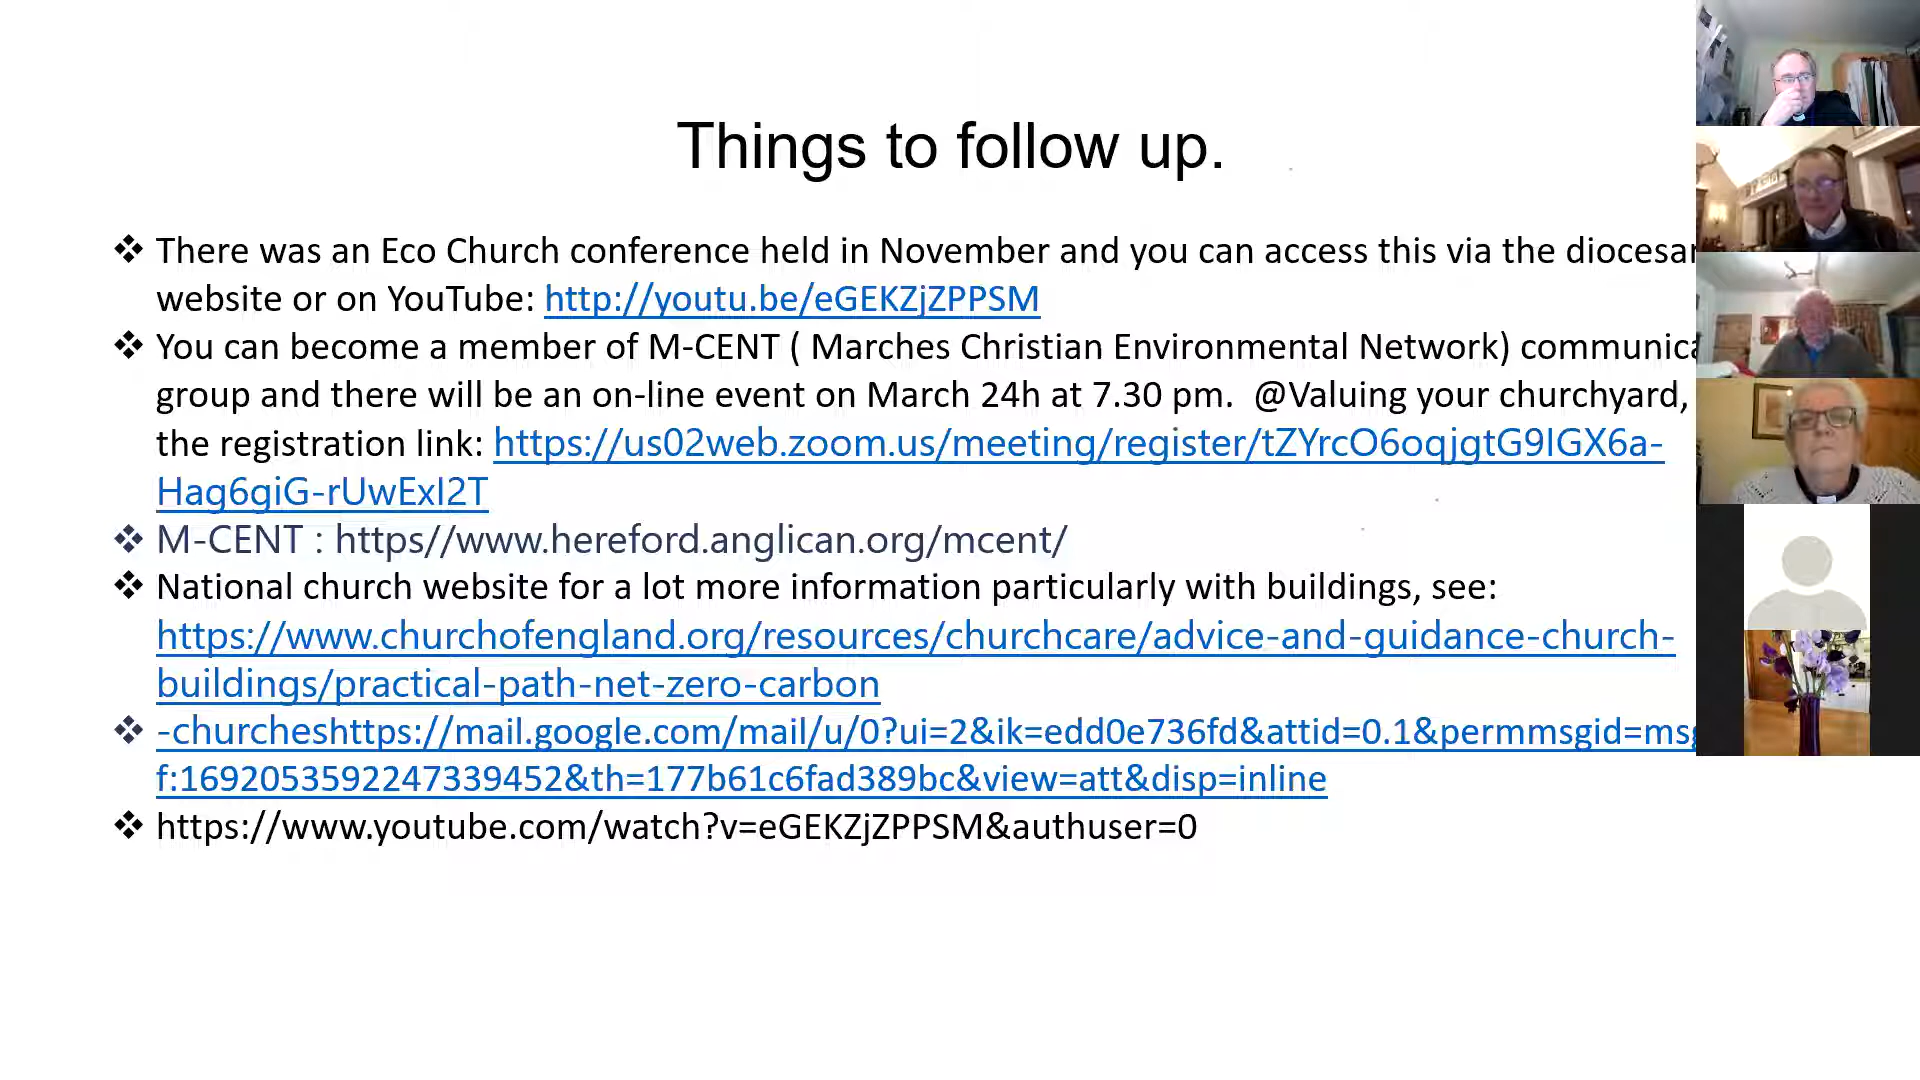 Things to follow up.
❖ There was an Eco Church conference held in November and you can access this via the
website or on YouTube: http://youtu.be/eGEKZjZPPSM
❖ You can become a member of M-CENT ( Marches Christian Environmental Network)
group and there will be an on-line event on March 24h at 7.30 pm.  @Valuing your churchyard,
the registration link: https://us02web.zoom.us/meeting/register/tZYrcO6oqjgtG9IGX6a-
Hag6giG-rUwExI2T
❖ M-CENT : https//www.hereford.anglican.org/mcent/
❖ National church website for a lot more information particularly with buildings, see:
https://www.churchofengland.org/resources/churchcare/advice-and-guidance-church-
buildings/practical-path-net-zero-carbon
❖ -churcheshttps://mail.google.com/mail/u/0?ui=2&ik=edd0e736fd&attid=0.1&permmsgid=msg
f:1692053592247339452&th=177b61c6fad389bc&view=att&disp=inline
❖ https://www.youtube.com/watch?v=eGEKZjZPPSM&authuser=0